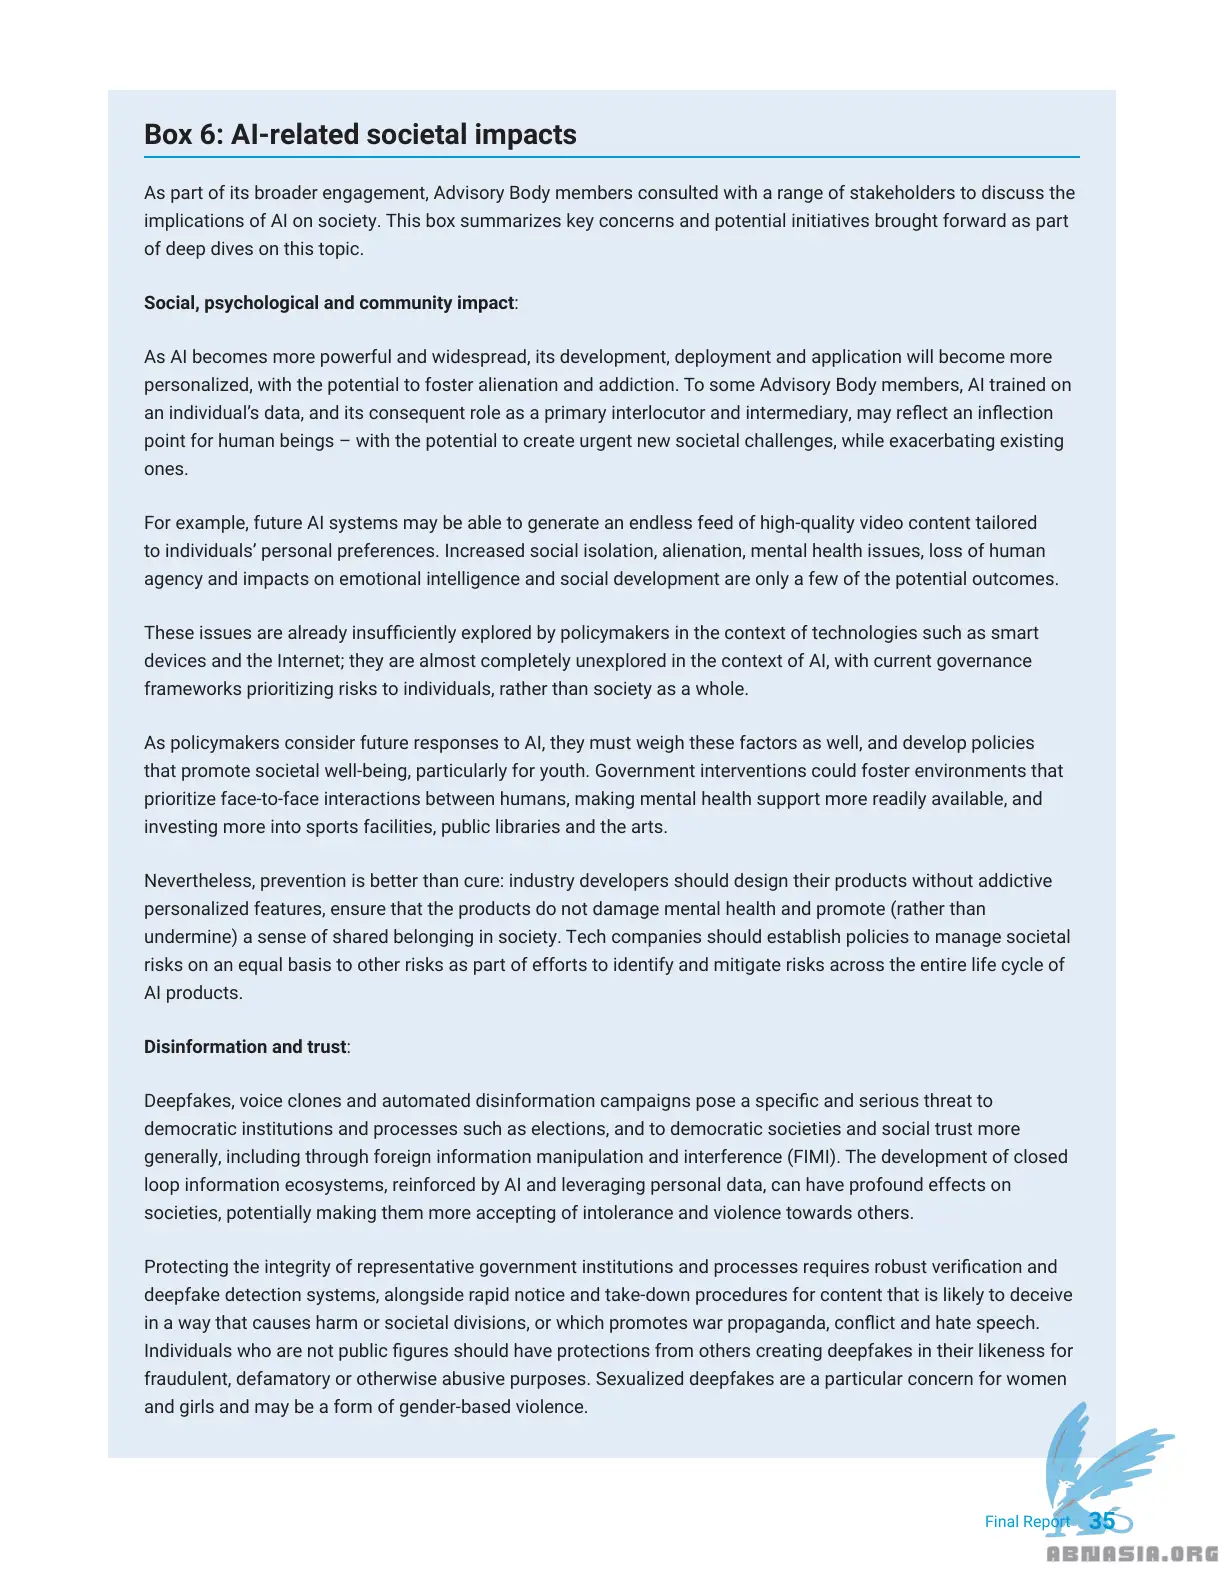 Box 6: AI-related societal impacts
As part of its broader engagement, Advisory Body members consulted with a range of stakeholders to discuss the
implications of AI on society. This box summarizes key concerns and potential initiatives brought forward as part
of deep dives on this topic.
Social, psychological and community impact:
As AI becomes more powerful and widespread, its development, deployment and application will become more
personalized, with the potential to foster alienation and addiction. To some Advisory Body members, AI trained on
an individual’s data, and its consequent role as a primary interlocutor and intermediary, may reflect an inflection
point for human beings – with the potential to create urgent new societal challenges, while exacerbating existing
ones.
For example, future AI systems may be able to generate an endless feed of high-quality video content tailored
to individuals’ personal preferences. Increased social isolation, alienation, mental health issues, loss of human
agency and impacts on emotional intelligence and social development are only a few of the potential outcomes.
These issues are already insufficiently explored by policymakers in the context of technologies such as smart
devices and the Internet; they are almost completely unexplored in the context of AI, with current governance
frameworks prioritizing risks to individuals, rather than society as a whole.
As policymakers consider future responses to AI, they must weigh these factors as well, and develop policies
that promote societal well-being, particularly for youth. Government interventions could foster environments that
prioritize face-to-face interactions between humans, making mental health support more readily available, and
investing more into sports facilities, public libraries and the arts.
Nevertheless, prevention is better than cure: industry developers should design their products without addictive
personalized features, ensure that the products do not damage mental health and promote (rather than
undermine) a sense of shared belonging in society. Tech companies should establish policies to manage societal
risks on an equal basis to other risks as part of efforts to identify and mitigate risks across the entire life cycle of
AI products.
Disinformation and trust:
Deepfakes, voice clones and automated disinformation campaigns pose a specific and serious threat to
democratic institutions and processes such as elections, and to democratic societies and social trust more
generally, including through foreign information manipulation and interference (FIMI). The development of closed
loop information ecosystems, reinforced by AI and leveraging personal data, can have profound effects on
societies, potentially making them more accepting of intolerance and violence towards others.
Protecting the integrity of representative government institutions and processes requires robust verification and
deepfake detection systems, alongside rapid notice and take-down procedures for content that is likely to deceive
in a way that causes harm or societal divisions, or which promotes war propaganda, conflict and hate speech.
Individuals who are not public figures should have protections from others creating deepfakes in their likeness for
fraudulent, defamatory or otherwise abusive purposes. Sexualized deepfakes are a particular concern for women
and girls and may be a form of gender-based violence.
Final Report 35
ABNASIA.ORG